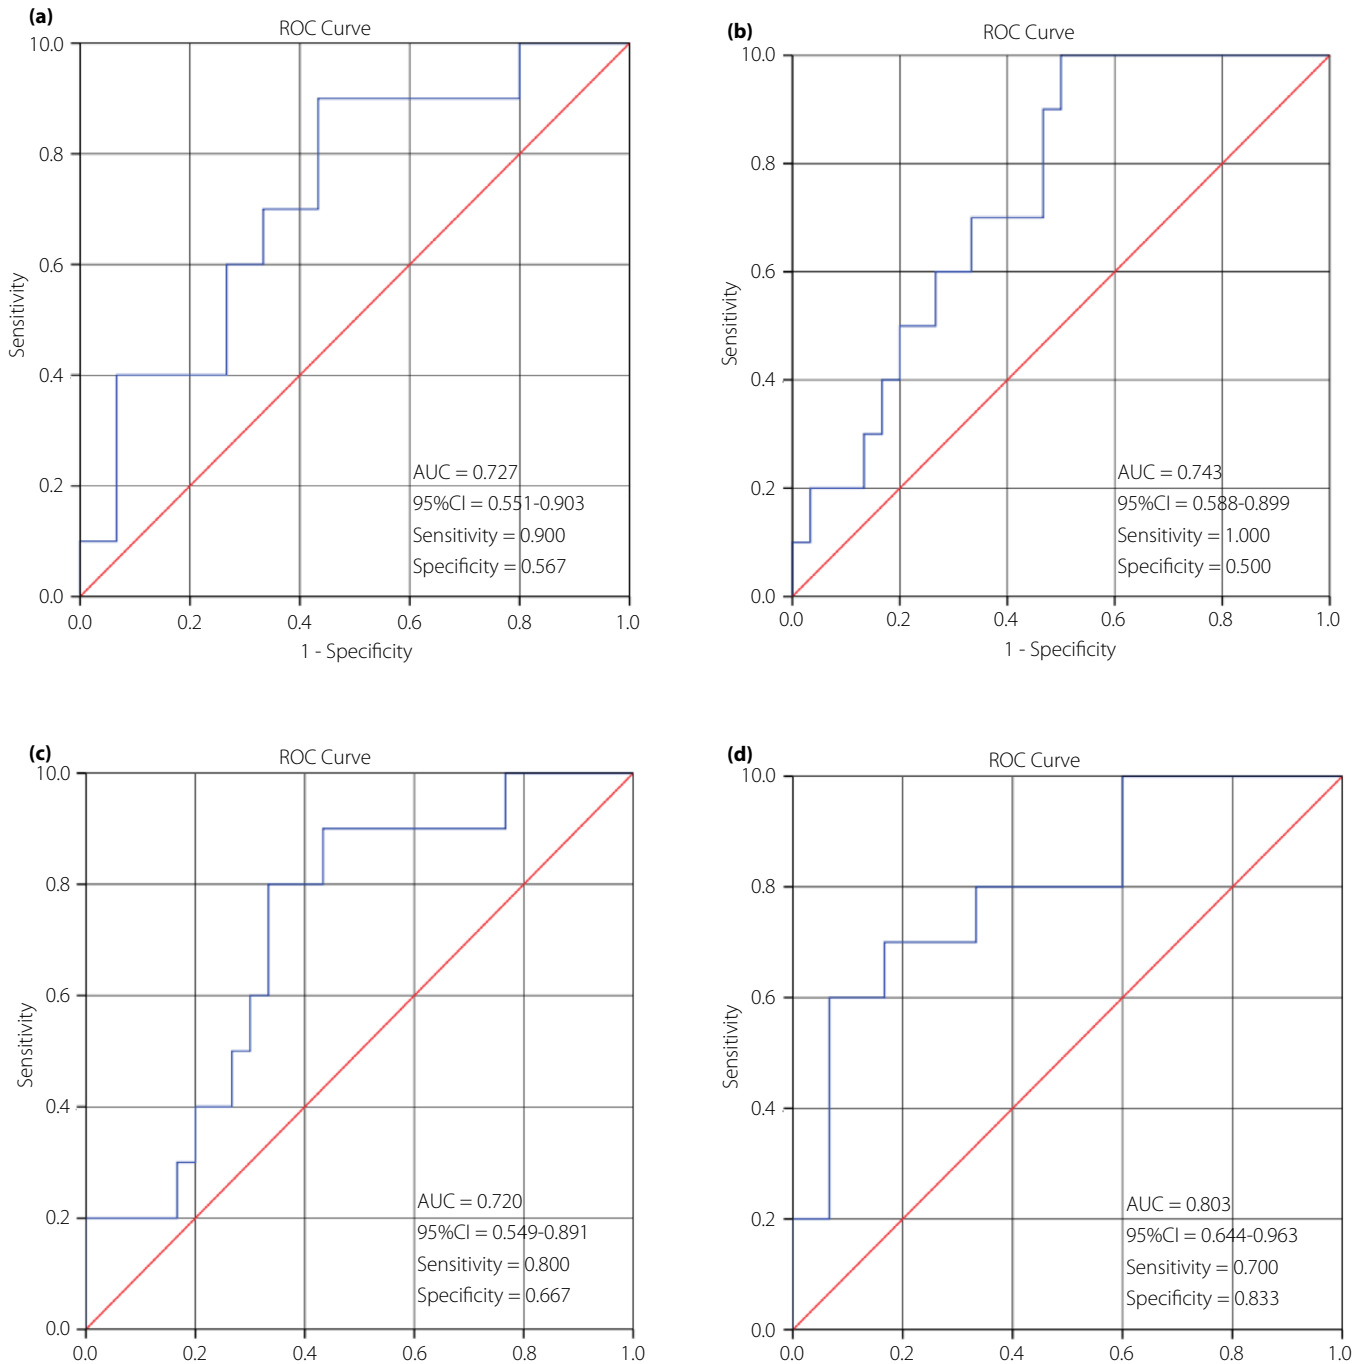 (a)
ROC Curve
10.0
0.8
0.6
0.4
0.2
0.0
Sensitivity
AUC = 0.727
95%CI = 0.551-0.903
Sensitivity = 0.900
Specificity = 0.567
0.0 0.2 0.4 0.6 0.8 1.0
1 - Specificity
(b)
ROC Curve
10.0
0.8
0.6
0.4
0.2
0.0
Sensitivity
AUC = 0.743
95%CI = 0.588-0.899
Sensitivity = 1.000
Specificity = 0.500
0.0 0.2 0.4 0.6 0.8 1.0
1 - Specificity
(c)
ROC Curve
10.0
0.8
0.6
0.4
0.2
0.0
Sensitivity
AUC = 0.720
95%CI = 0.549-0.891
Sensitivity = 0.800
Specificity = 0.667
0.0 0.2 0.4 0.6 0.8 1.0
(d)
ROC Curve
10.0
0.8
0.6
0.4
0.2
0.0
Sensitivity
AUC = 0.803
95%CI = 0.644-0.963
Sensitivity = 0.700
Specificity = 0.833
0.0 0.2 0.4 0.6 0.8 1.0